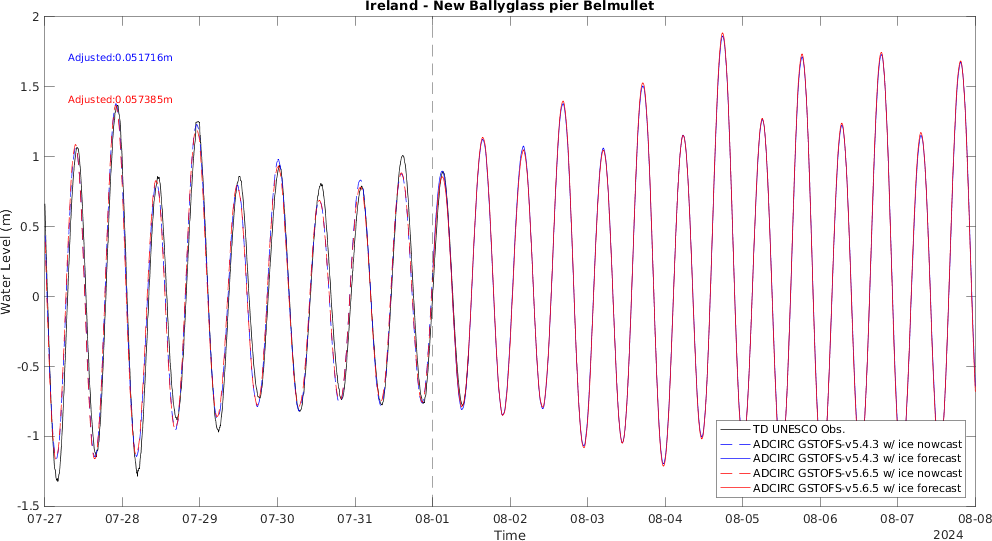 Ireland - New Ballyglass pier Belmullet
2
1.5
1
0.5
0
-0.5
-1
-1.5
Water Level (m)
Adjusted:0.051716m
Adjusted:0.057385m
TD UNESCO Obs.
ADCIRC GSTOFS-v5.4.3 w/ ice nowcast
ADCIRC GSTOFS-v5.4.3 w/ ice forecast
ADCIRC GSTOFS-v5.6.5 w/ ice nowcast
ADCIRC GSTOFS-v5.6.5 w/ ice forecast
07-27 07-28 07-29 07-30 07-31 08-01 08-02 08-03 08-04 08-05 08-06 08-07 08-08
Time
2024